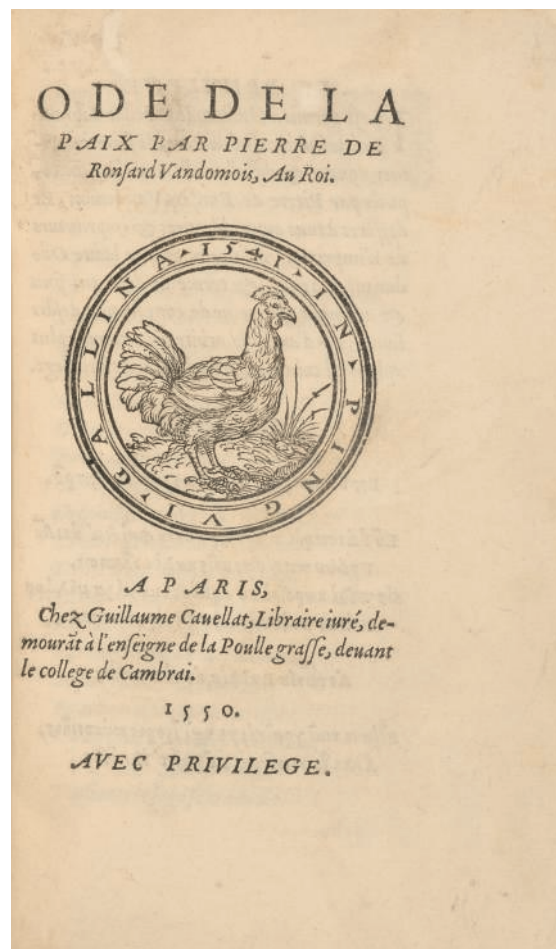 ODE DE LA
PAIX PAR PIERRE DE
Ronſard Vandomois, Au Roi.
IN · PINGVI · GALLINA · 1541 ·
A PARIS,
Chez Guillaume Cauellat, Libraire iuré, de-
mourãt à l'enſeigne de la Poulle graſſe, deuant
le college de Cambrai.
1550.
AVEC PRIVILEGE.